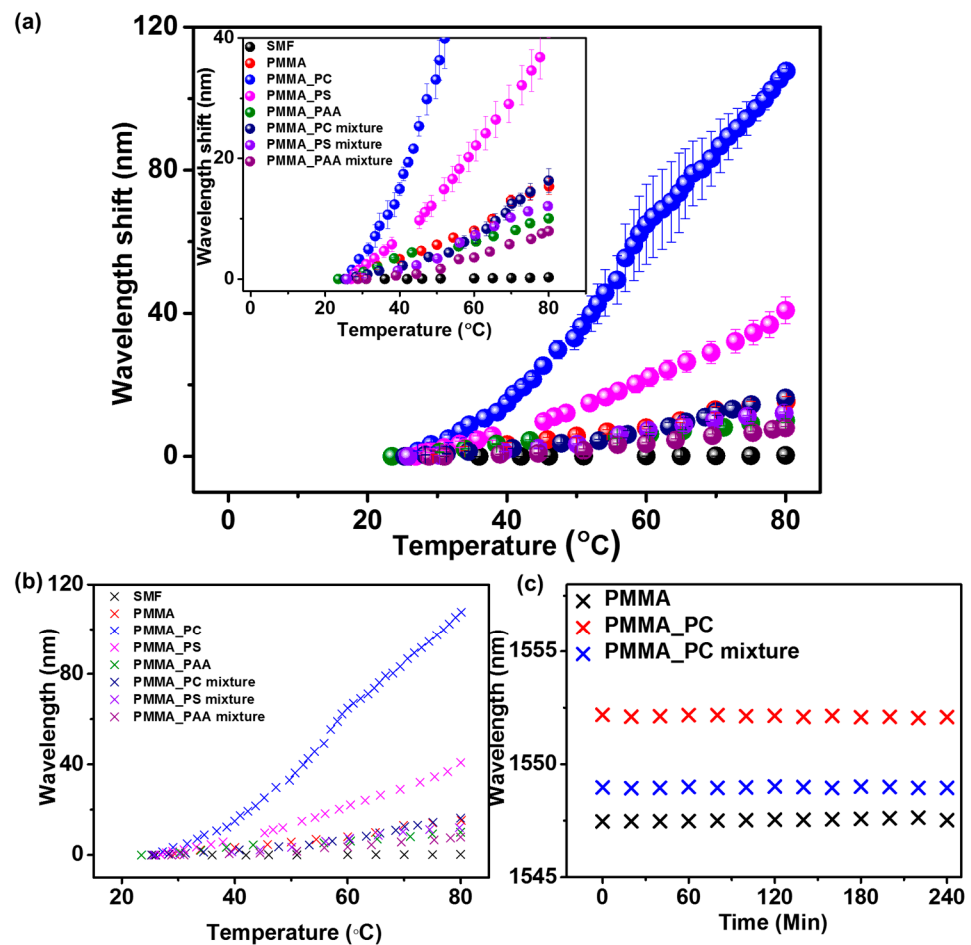 (a)
120
80
40
0
Wavelength shift (nm)
0 20 40 60 80
Temperature (°C)
40
20
0
Wavelength shift (nm)
SMF
PMMA
PMMA_PC
PMMA_PS
PMMA_PAA
PMMA_PC mixture
PMMA_PS mixture
PMMA_PAA mixture
0 20 40 60 80
Temperature (°C)
(b)
120
80
40
0
Wavelength (nm)
SMF
PMMA
PMMA_PC
PMMA_PS
PMMA_PAA
PMMA_PC mixture
PMMA_PS mixture
PMMA_PAA mixture
20 40 60 80
Temperature (◦C)
(c)
1555
1550
1545
Wavelength (nm)
PMMA
PMMA_PC
PMMA_PC mixture
0 60 120 180 240
Time (Min)